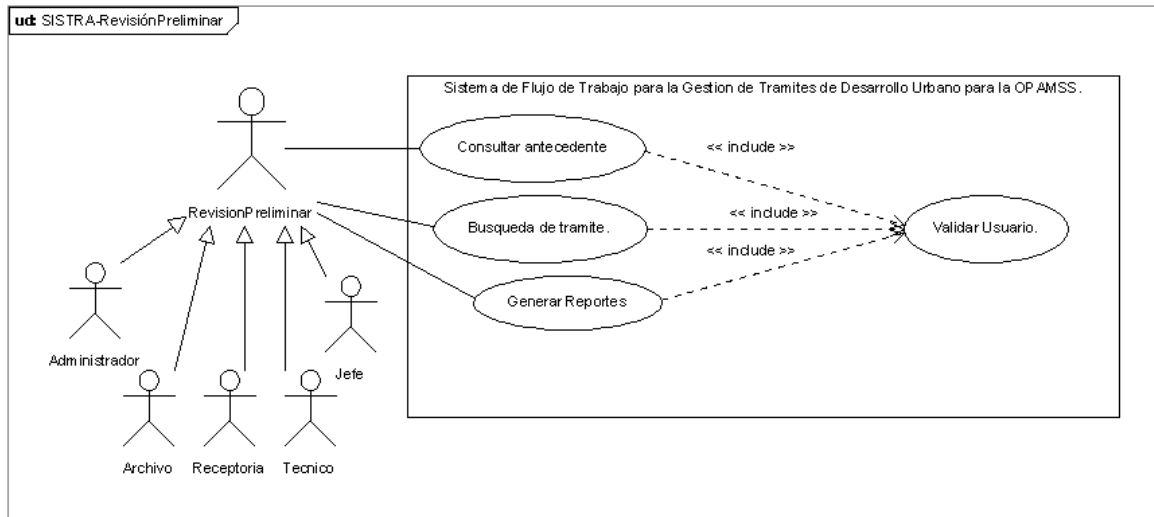 ud: SISTRA-RevisiónPreliminar
Sistema de Flujo de Trabajo para la Gestion de Tramites de Desarrollo Urbano para la OPAMSS.
Consultar antecedente
<< include >>
RevisionPreliminar
Busqueda de tramite.
<< include >>
Validar Usuario.
<< include >>
Generar Reportes
Administrador
Jefe
Archivo
Receptoria
Tecnico